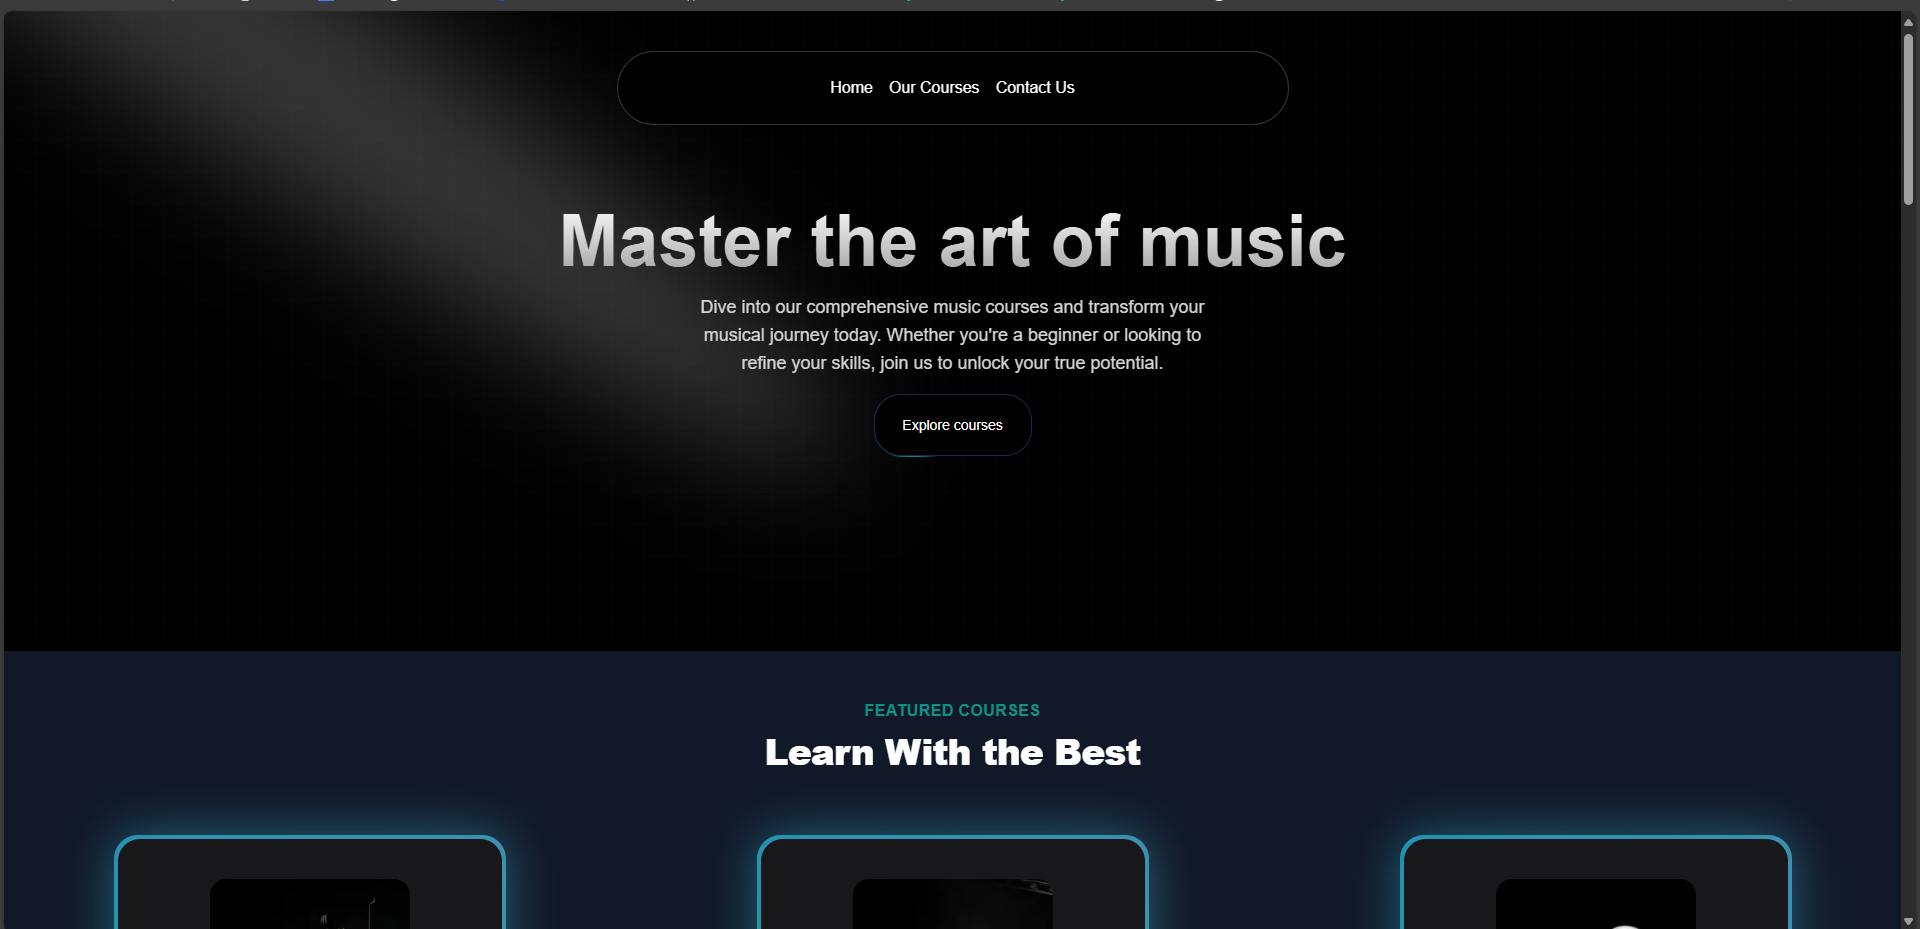 Home Our Courses Contact Us
Master the art of music
Dive into our comprehensive music courses and transform your
musical journey today. Whether you're a beginner or looking to
refine your skills, join us to unlock your true potential.
Explore courses
FEATURED COURSES
Learn With the Best